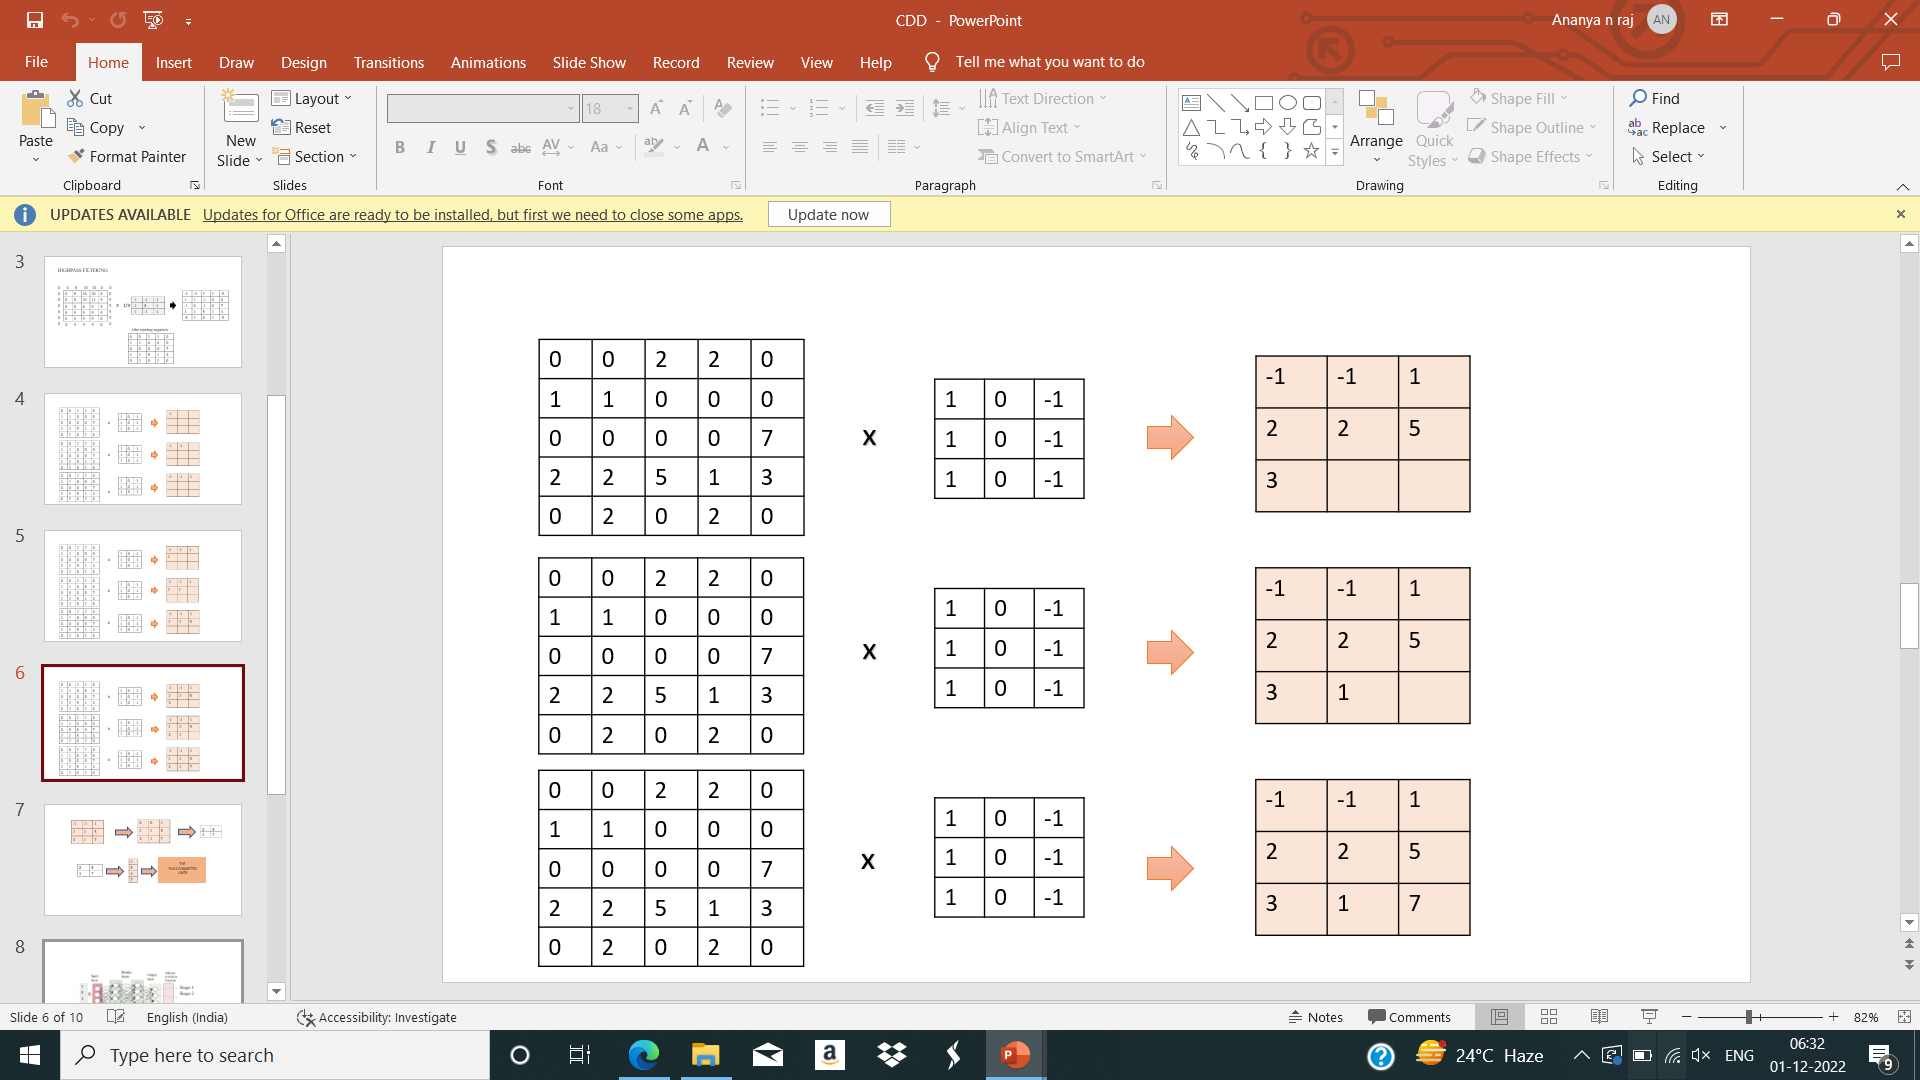 CDD - PowerPoint
Ananya n raj AN
File Home Insert Draw Design Transitions Animations Slide Show Record Review View Help Tell me what you want to do
Cut
Copy
Format Painter
Paste
Clipboard
New Slide
Layout
Reset
Section
Slides
18
B I U S abc AV Aa A
Font
Text Direction
Align Text
Convert to SmartArt
Paragraph
Arrange
Quick Styles
Shape Fill
Shape Outline
Shape Effects
Drawing
Find
Replace
Select
Editing
UPDATES AVAILABLE Updates for Office are ready to be installed, but first we need to close some apps. Update now
3
HIGHPASS FILTERING
4
5
6
7
8
0 0 2 2 0
1 1 0 0 0
0 0 0 0 7
2 2 5 1 3
0 2 0 2 0
X
1 0 -1
1 0 -1
1 0 -1
-1 -1 1
2 2 5
3
0 0 2 2 0
1 1 0 0 0
0 0 0 0 7
2 2 5 1 3
0 2 0 2 0
X
1 0 -1
1 0 -1
1 0 -1
-1 -1 1
2 2 5
3 1
0 0 2 2 0
1 1 0 0 0
0 0 0 0 7
2 2 5 1 3
0 2 0 2 0
X
1 0 -1
1 0 -1
1 0 -1
-1 -1 1
2 2 5
3 1 7
Slide 6 of 10 English (India) Accessibility: Investigate Notes Comments 82%
Type here to search
24°C Haze
ENG
06:32
01-12-2022
9